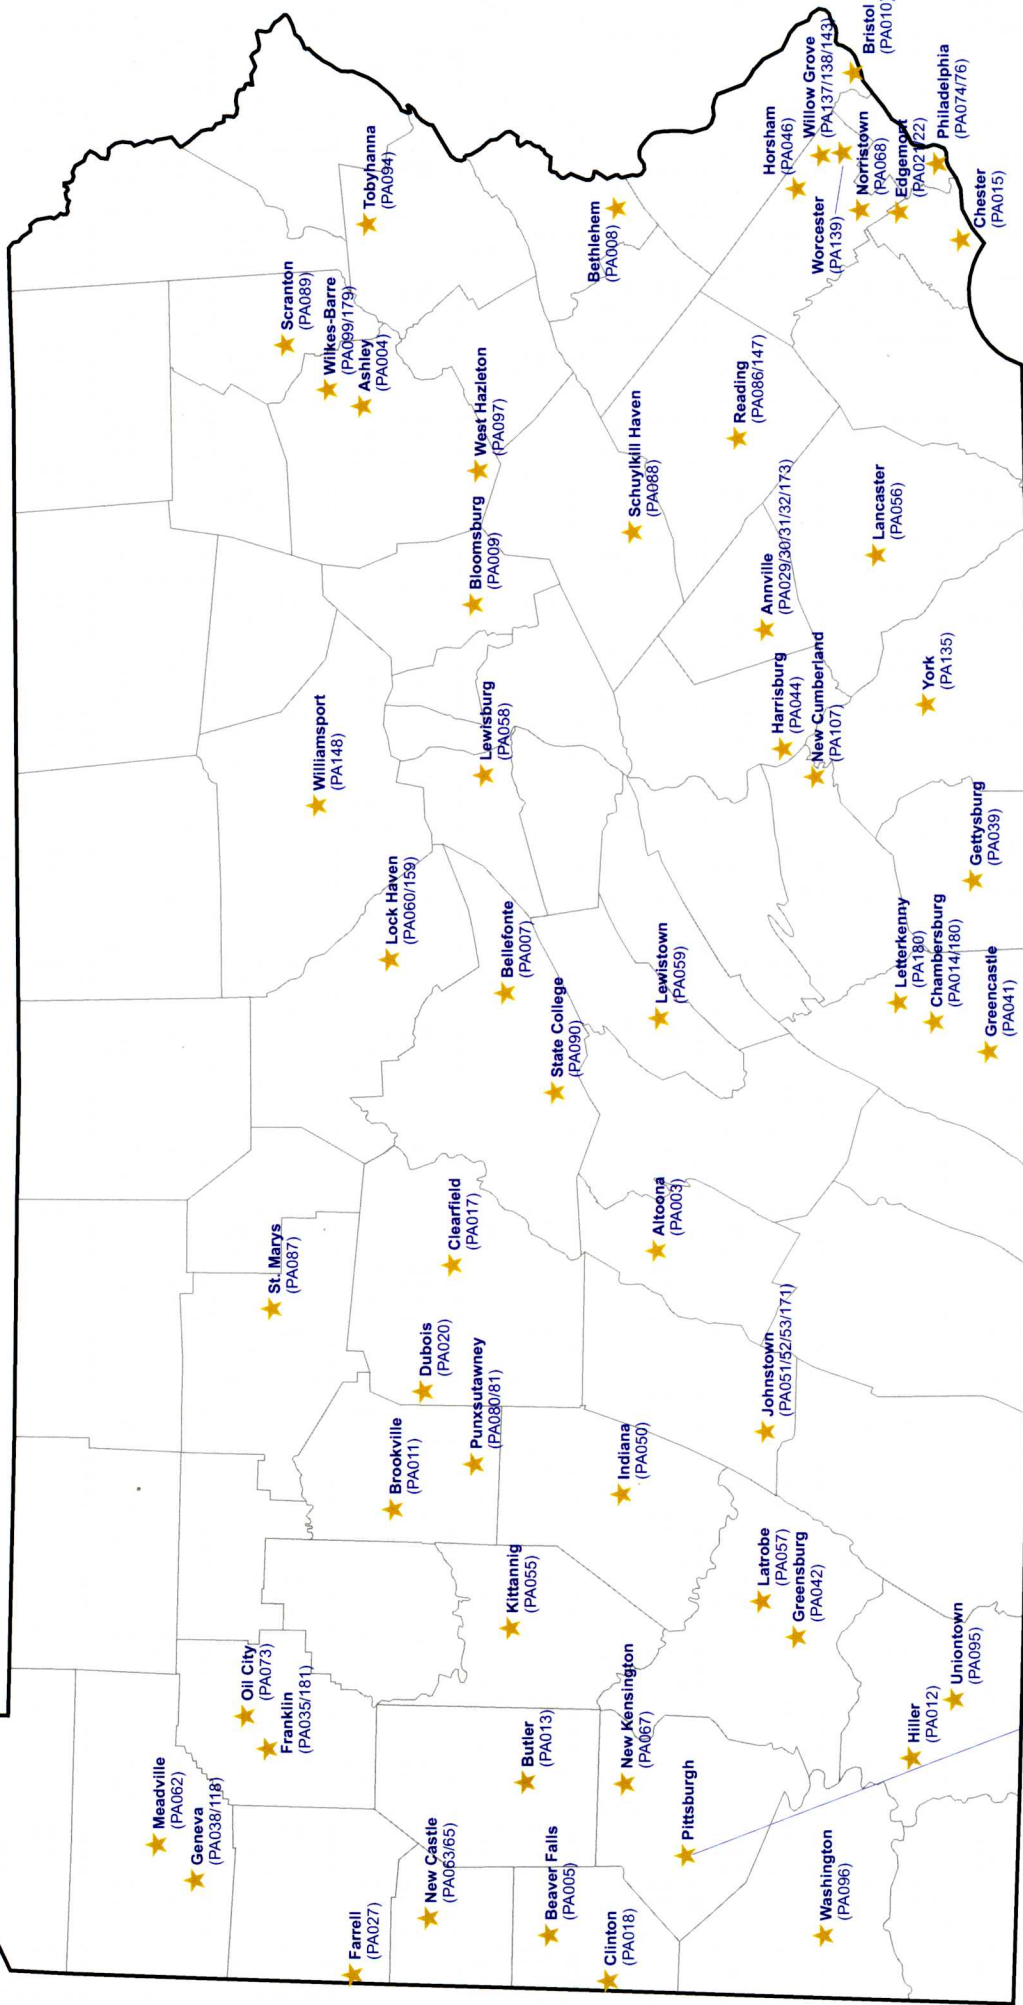 Meadville
(PA062)
Geneva
(PA038/118)
Oil City
(PA073)
Franklin
(PA035/181)
Farrell
(PA027)
New Castle
(PA063/65)
Beaver Falls
(PA005)
Butler
(PA013)
Clinton
(PA018)
New Kensington
(PA067)
Pittsburgh
Washington
(PA096)
Hiller
(PA012)
Uniontown
(PA095)
Greensburg
(PA042)
Latrobe
(PA057)
Kittannig
(PA055)
Indiana
(PA050)
Johnstown
(PA051/52/53/171)
Brookville
(PA011)
Punxsutawney
(PA080/81)
Dubois
(PA020)
St. Marys
(PA087)
Clearfield
(PA017)
Altoona
(PA003)
State College
(PA090)
Bellefonte
(PA007)
Lock Haven
(PA060/159)
Lewistown
(PA059)
Letterkenny
(PA180)
Chambersburg
(PA014/180)
Greencastle
(PA041)
Gettysburg
(PA039)
Williamsport
(PA148)
Lewisburg
(PA058)
Harrisburg
(PA044)
New Cumberland
(PA107)
York
(PA135)
Annville
(PA029/30/31/32/173)
Lancaster
(PA056)
Bloomsburg
(PA009)
West Hazleton
(PA097)
Schuylkill Haven
(PA088)
Reading
(PA086/147)
Scranton
(PA089)
Wilkes-Barre
(PA099/179)
Ashley
(PA004)
Tobyhanna
(PA094)
Bethlehem
(PA008)
Horsham
(PA046)
Willow Grove
(PA137/138/143)
Worcester
(PA139)
Norristown
(PA068)
Edgemont
(PA021/22)
Bristol
(PA010)
Philadelphia
(PA074/76)
Chester
(PA015)